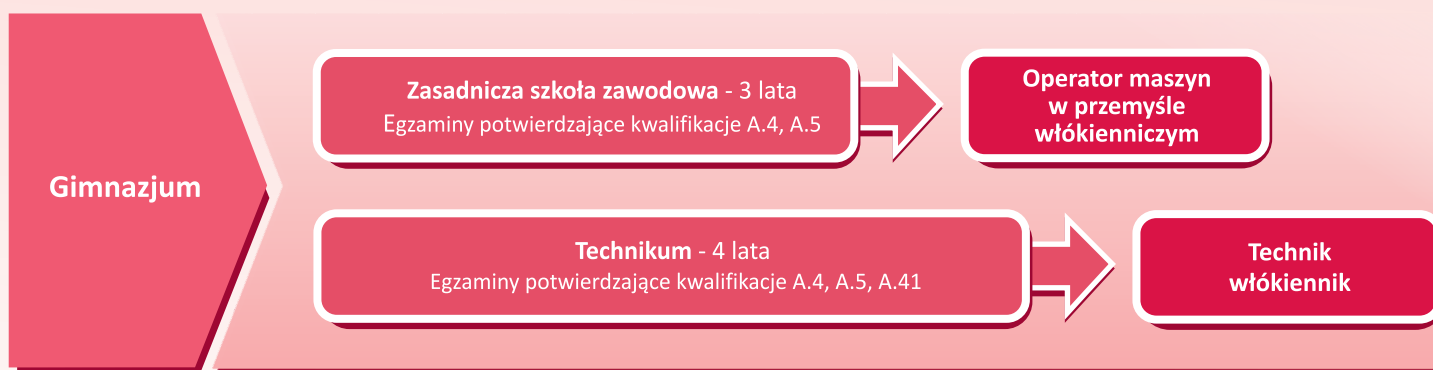 Gimnazjum
Zasadnicza szkoła zawodowa - 3 lata
Egzaminy potwierdzające kwalifikacje A.4, A.5
Operator maszyn
w przemyśle
włókienniczym
Technikum - 4 lata
Egzaminy potwierdzające kwalifikacje A.4, A.5, A.41
Technik
włókiennik